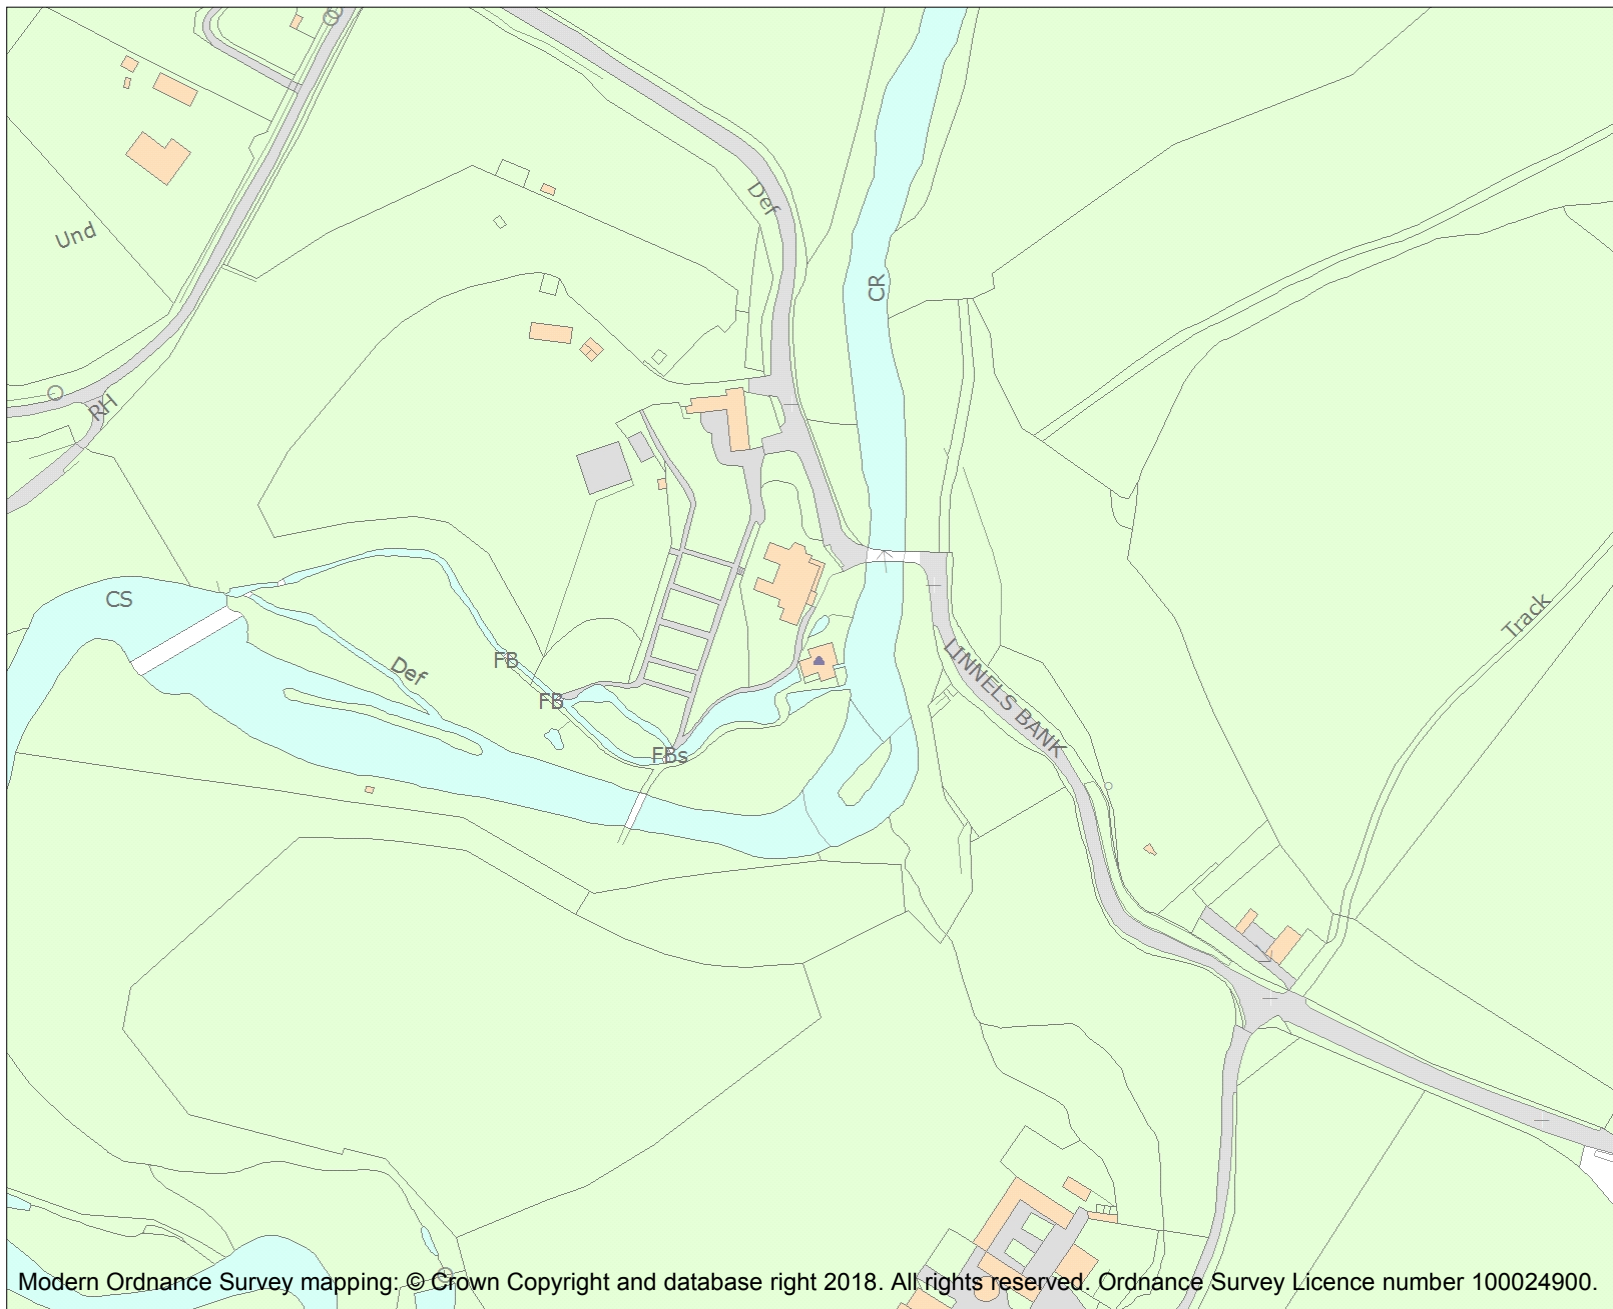 Def
Und
CR
RH
CS
Track
FB
Def
LINNELS BANK
FB
FBs
Modern Ordnance Survey mapping: © Crown Copyright and database right 2018. All rights reserved. Ordnance Survey Licence number 100024900.